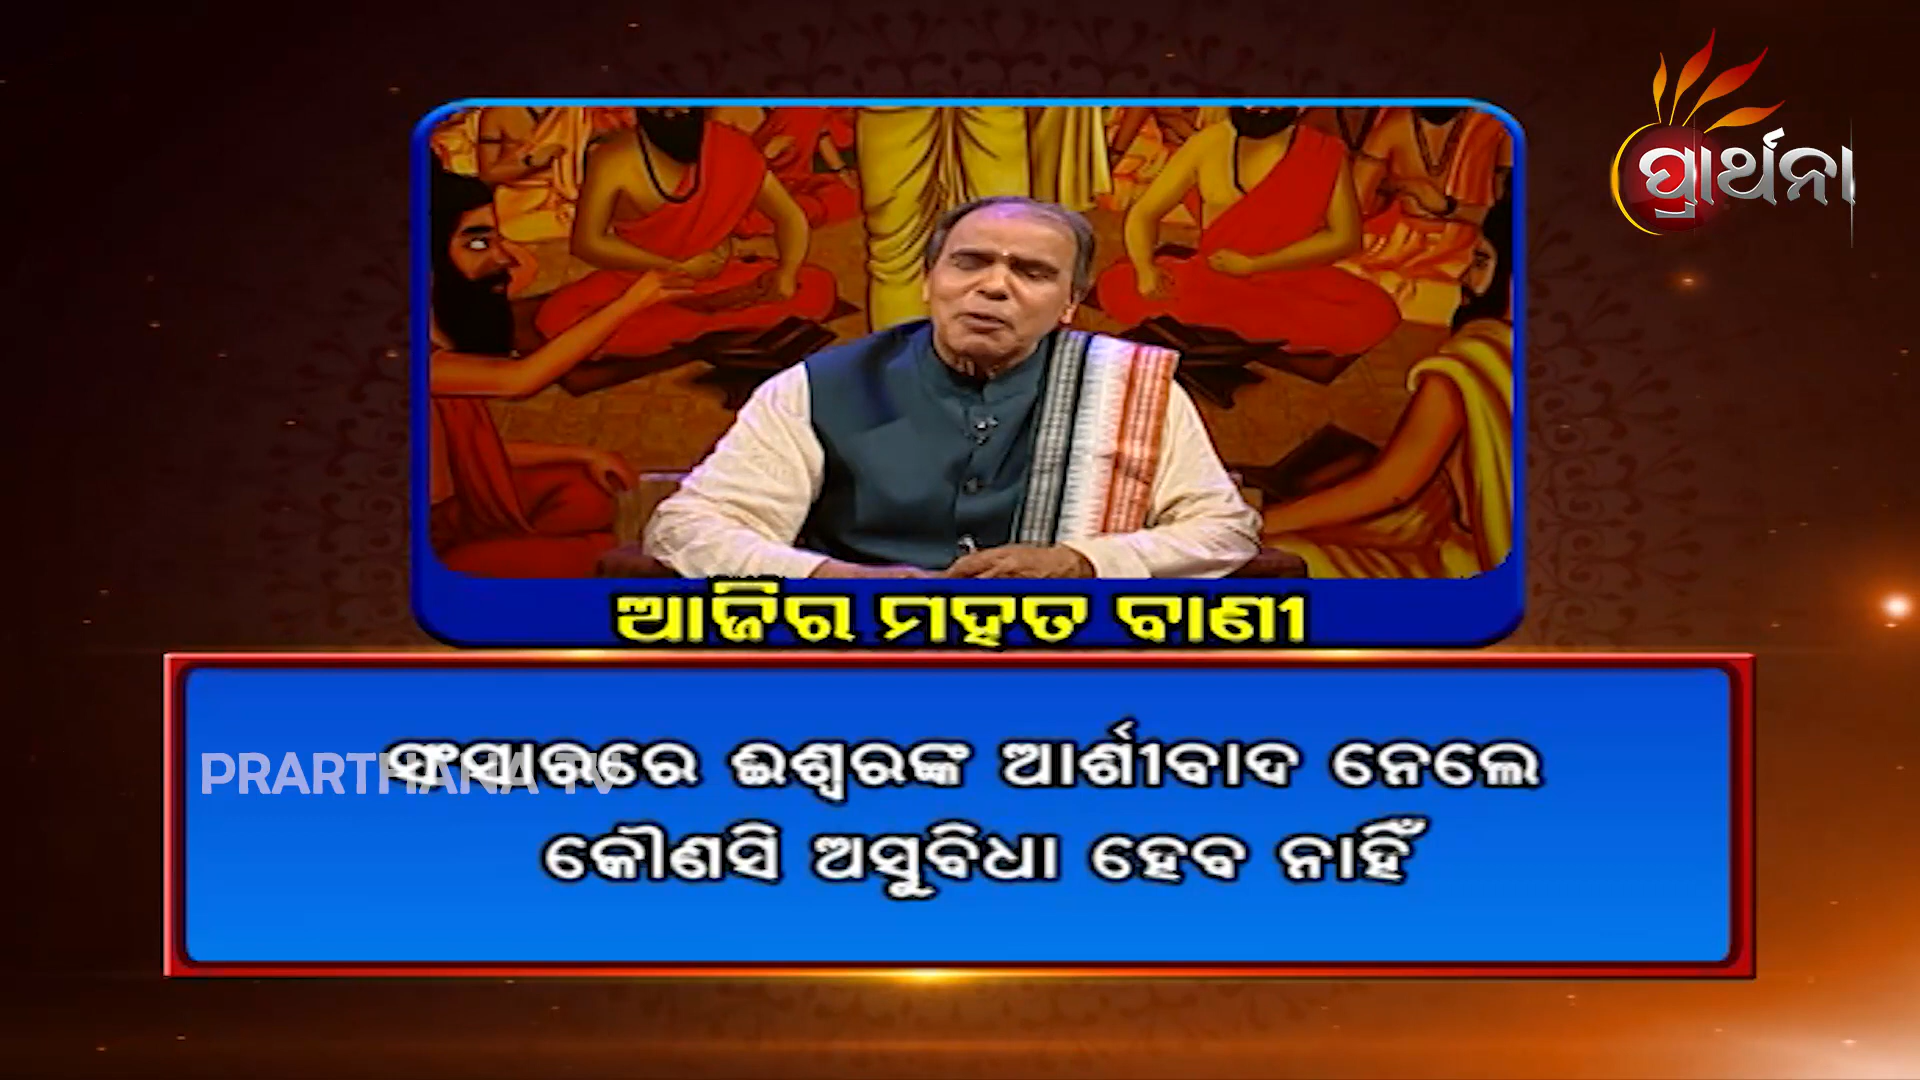 ପ୍ରାର୍ଥନା
ଆଜିର ମହତ ବାଣୀ
ସଂସାରରେ ଈଶ୍ୱରଙ୍କ ଆର୍ଶୀବାଦ ନେଲେ
PRARTHANA TV
କୌଣସି ଅସୁବିଧା ହେବ ନାହିଁ